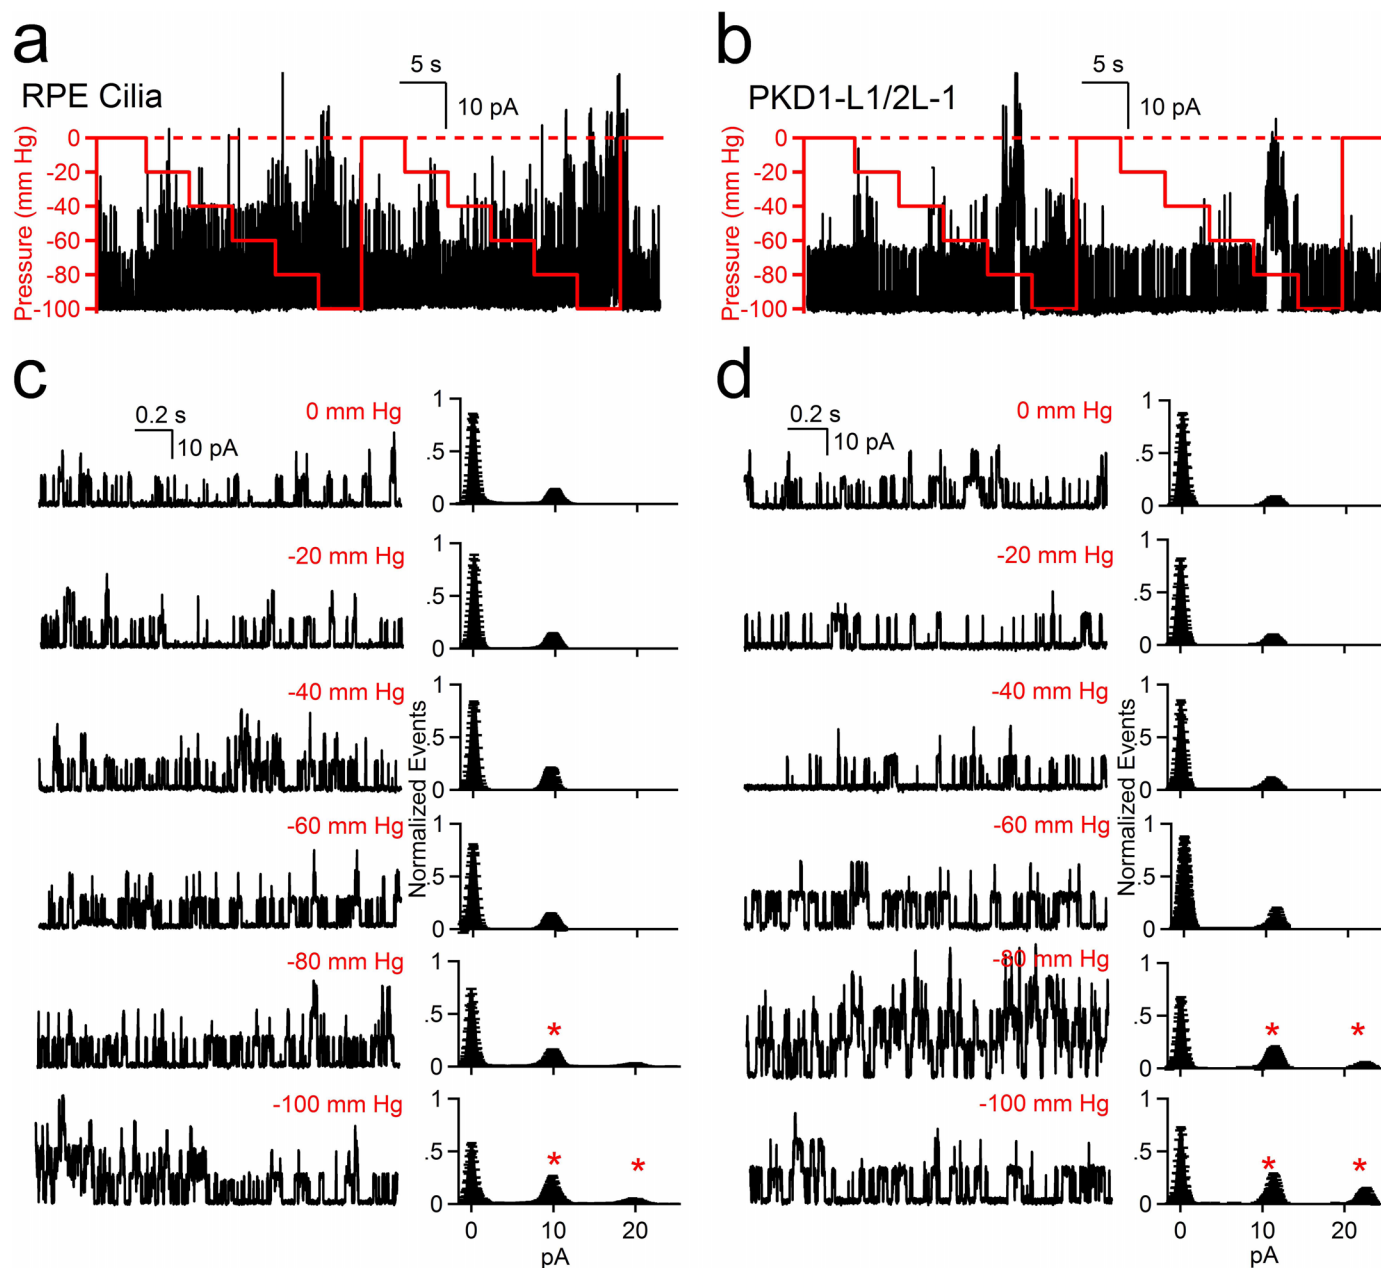 a
RPE Cilia
5 s
10 pA
Pressure (mm Hg)
0
-20
-40
-60
-80
-100
b
PKD1-L1/2L-1
5 s
10 pA
Pressure (mm Hg)
0
-20
-40
-60
-80
-100
c
0.2 s
10 pA
0 mm Hg
1
.5
0
-20 mm Hg
1
.5
0
-40 mm Hg
1
.5
0
Normalized Events
-60 mm Hg
1
.5
0
-80 mm Hg
1
.5
0
*
-100 mm Hg
1
.5
0
* *
0 10 20
pA
d
0.2 s
10 pA
0 mm Hg
1
.5
0
-20 mm Hg
1
.5
0
-40 mm Hg
1
.5
0
Normalized Events
-60 mm Hg
1
.5
0
-80 mm Hg
1
.5
0
* *
-100 mm Hg
1
.5
0
* *
0 10 20
pA